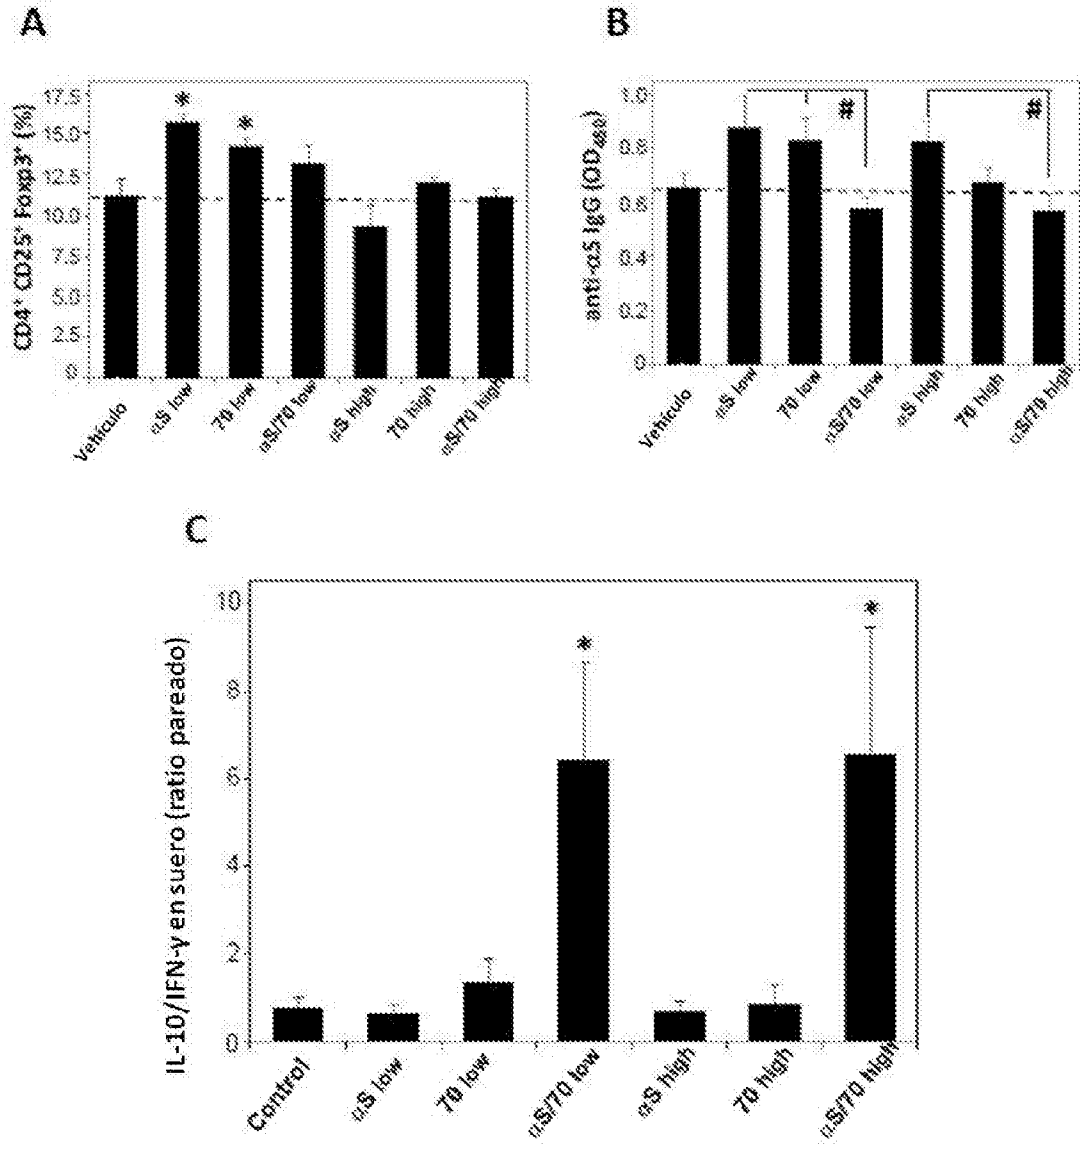 A
CD4⁺ CD25⁺ Foxp3⁺ (%)
17.5
15.0
12.5
10.0
7.5
5.0
2.5
0
*
*
Vehículo
αS low
70 low
αS/70 low
αS high
70 high
αS/70 high
B
anti-αS IgG (OD₄₅₀)
1.0
0.8
0.6
0.4
0.2
0
#
#
Vehículo
αS low
70 low
αS/70 low
αS high
70 high
αS/70 high
C
IL-10/IFN-γ en suero (ratio pareado)
10
8
6
4
2
0
*
*
Control
αS low
70 low
αS/70 low
αS high
70 high
αS/70 high